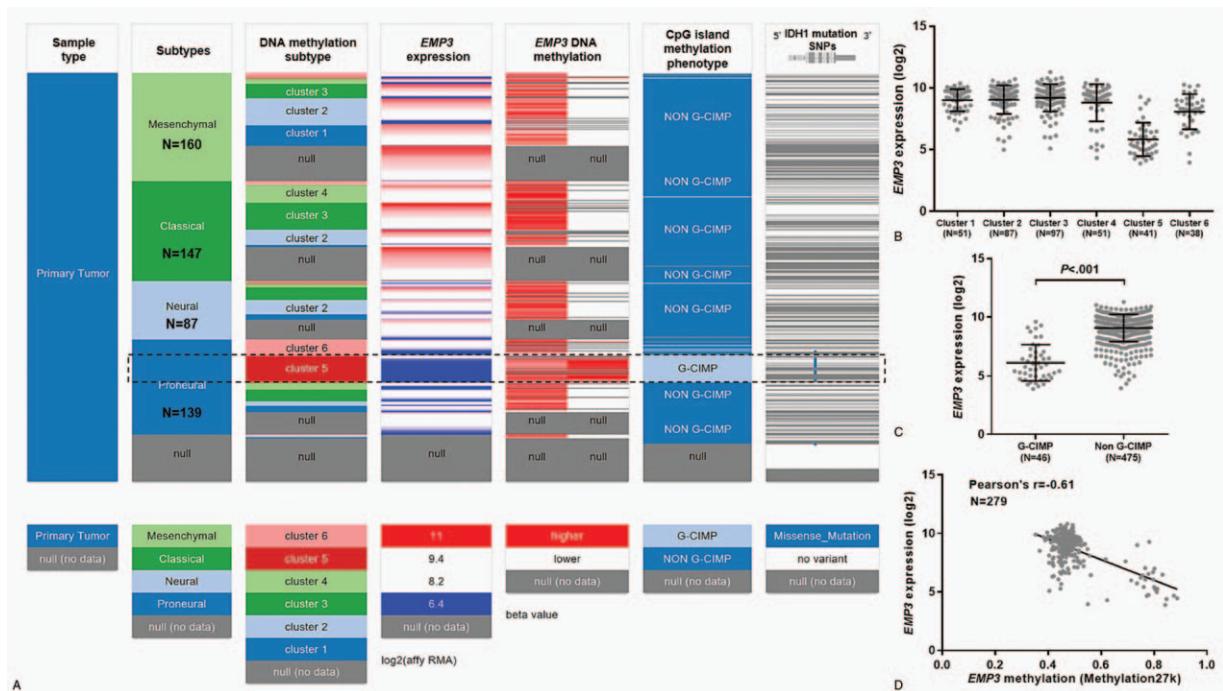 Sample type
Subtypes
DNA methylation subtype
EMP3 expression
EMP3 DNA methylation
CpG island methylation phenotype
5' IDH1 mutation 3'
SNPs
Primary Tumor
Mesenchymal
N=160
Classical
N=147
Neural
N=87
Proneural
N=139
null
cluster 3
cluster 2
cluster 1
null
cluster 4
cluster 3
cluster 2
null
cluster 2
null
cluster 6
cluster 5
null
null
null null
null null
null null
null null
null null
NON G-CIMP
NON G-CIMP
NON G-CIMP
NON G-CIMP
NON G-CIMP
G-CIMP
NON G-CIMP
NON G-CIMP
null
Primary Tumor
null (no data)
Mesenchymal
Classical
Neural
Proneural
null (no data)
cluster 6
cluster 5
cluster 4
cluster 3
cluster 2
cluster 1
null (no data)
11
9.4
8.2
6.4
null (no data)
log2(affy RMA)
higher
lower
null (no data)
beta value
G-CIMP
NON G-CIMP
null (no data)
Missense_Mutation
no variant
null (no data)
A
EMP3 expression (log2)
15
10
5
0
Cluster 1 Cluster 2 Cluster 3 Cluster 4 Cluster 5 Cluster 6
(N=51) (N=87) (N=97) (N=51) (N=41) (N=38)
B
EMP3 expression (log2)
15
10
5
0
P<.001
G-CIMP Non G-CIMP
(N=46) (N=475)
C
EMP3 expression (log2)
15
10
5
0
Pearson's r=-0.61
N=279
0.0 0.2 0.4 0.6 0.8 1.0
EMP3 methylation (Methylation27k)
D